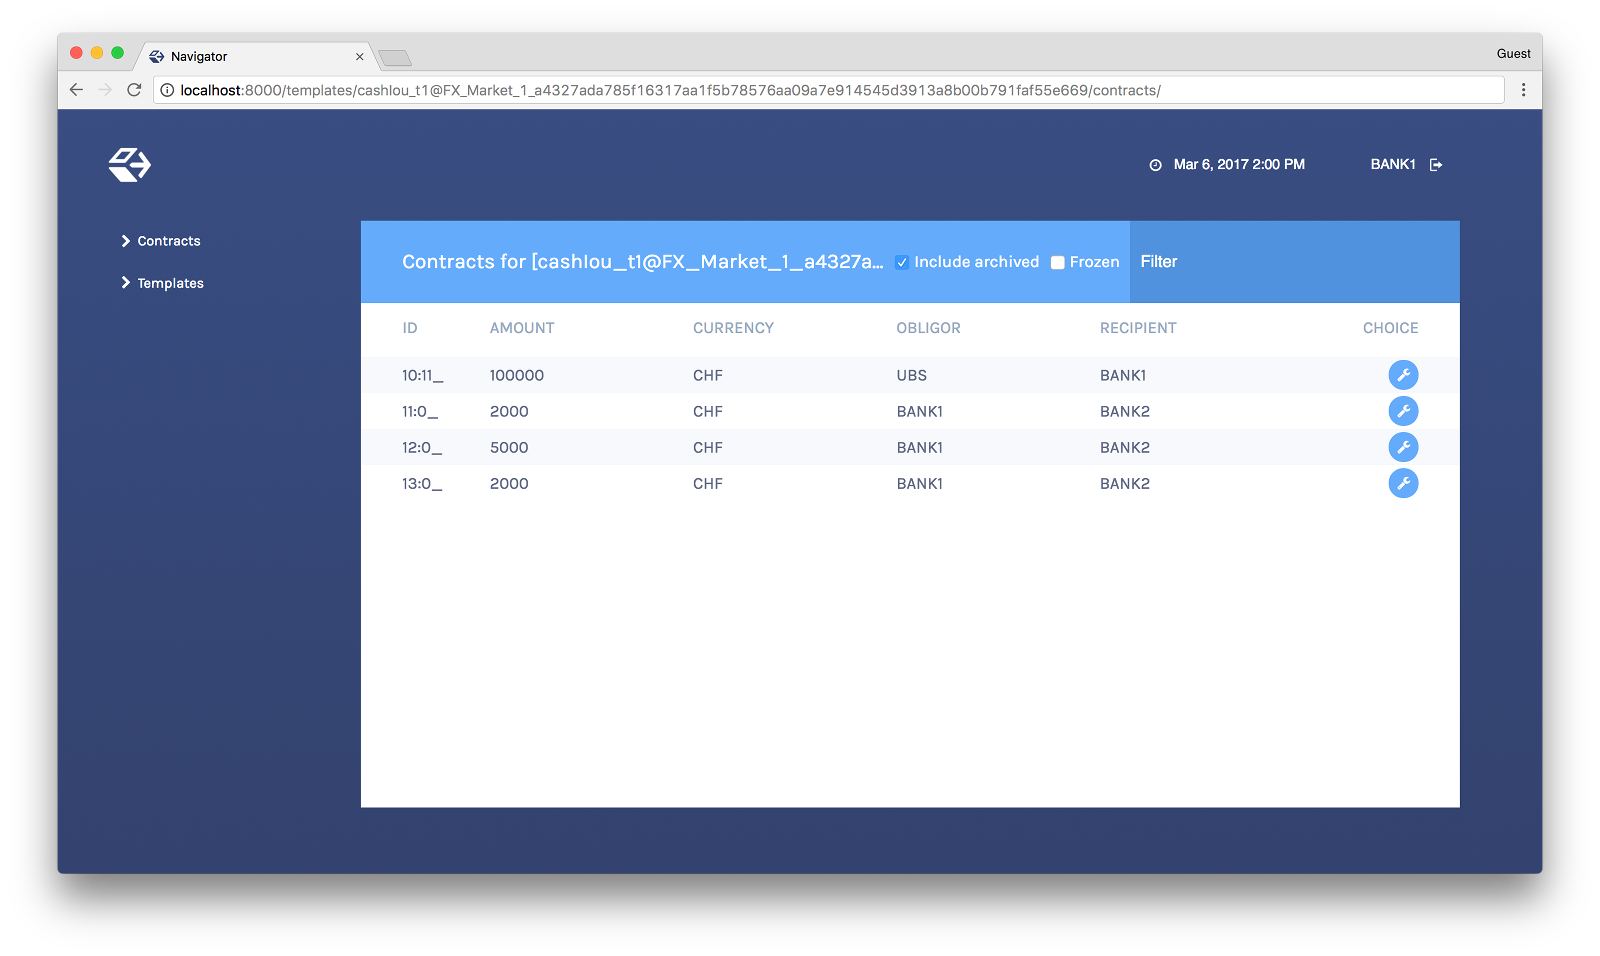 Navigator
Guest
localhost:8000/templates/cashIou_t1@FX_Market_1_a4327ada785f16317aa1f5b78576aa09a7e914545d3913a8b00b791faf55e669/contracts/
Mar 6, 2017 2:00 PM BANK1
Contracts
Templates
Contracts for [cashIou_t1@FX_Market_1_a4327a... Include archived Frozen Filter
ID AMOUNT CURRENCY OBLIGOR RECIPIENT CHOICE
10:11_ 100000 CHF UBS BANK1
11:0_ 2000 CHF BANK1 BANK2
12:0_ 5000 CHF BANK1 BANK2
13:0_ 2000 CHF BANK1 BANK2